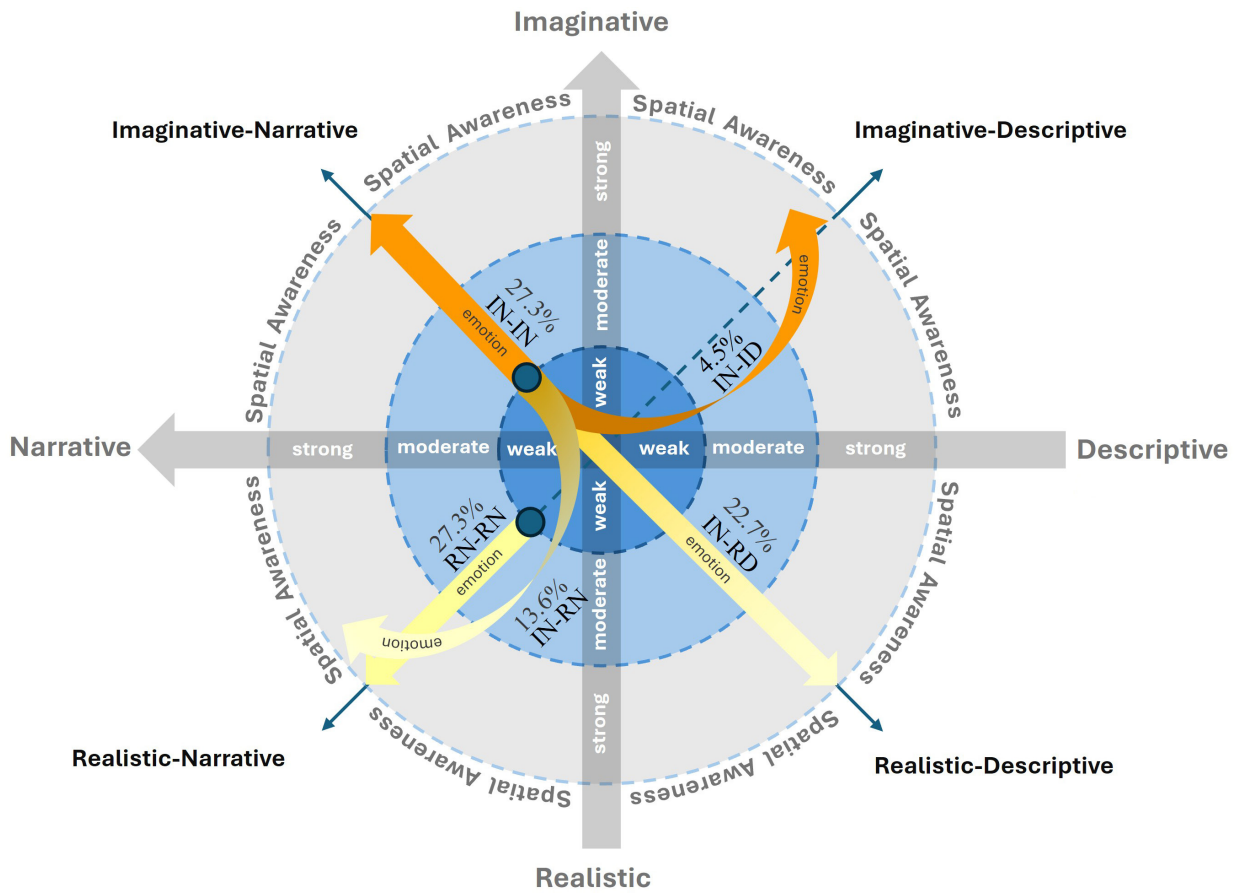 Imaginative
Spatial Awareness
Spatial Awareness
Imaginative-Narrative
Imaginative-Descriptive
strong
Spatial Awareness
Spatial Awareness
moderate
emotion
27.3%
IN-IN
emotion
4.5%
IN-ID
weak
Narrative
strong
moderate
weak
weak
moderate
strong
Descriptive
weak
27.3%
RN-RN
emotion
22.7%
IN-RD
emotion
Spatial Awareness
Spatial Awareness
13.6%
IN-RN
emotion
moderate
strong
Realistic-Narrative
Realistic-Descriptive
Spatial Awareness
Spatial Awareness
Realistic